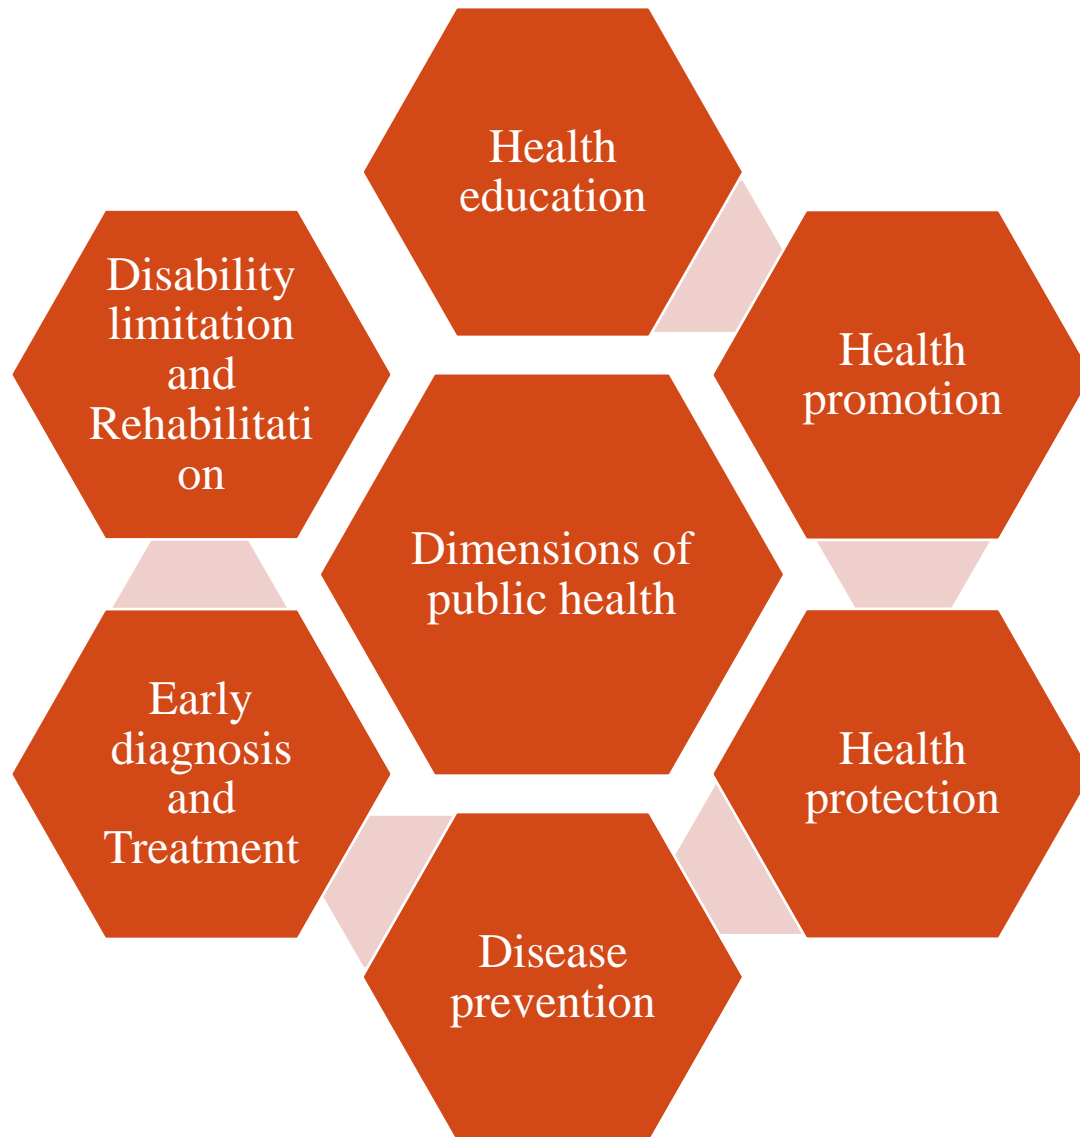 Health
education
Health
promotion
Health
protection
Disease
prevention
Early
diagnosis
and
Treatment
Disability
limitation
and
Rehabilitati
on
Dimensions of
public health